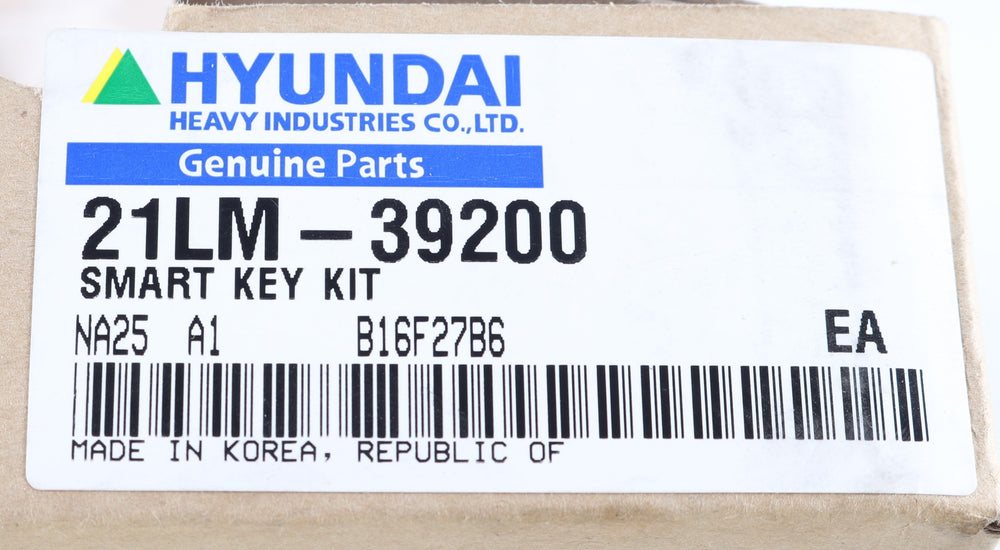 HYUNDAI
HEAVY INDUSTRIES CO.,LTD.
Genuine Parts
21LM-39200
SMART KEY KIT
NA25 A1 B16F27B6 EA
MADE IN KOREA, REPUBLIC OF